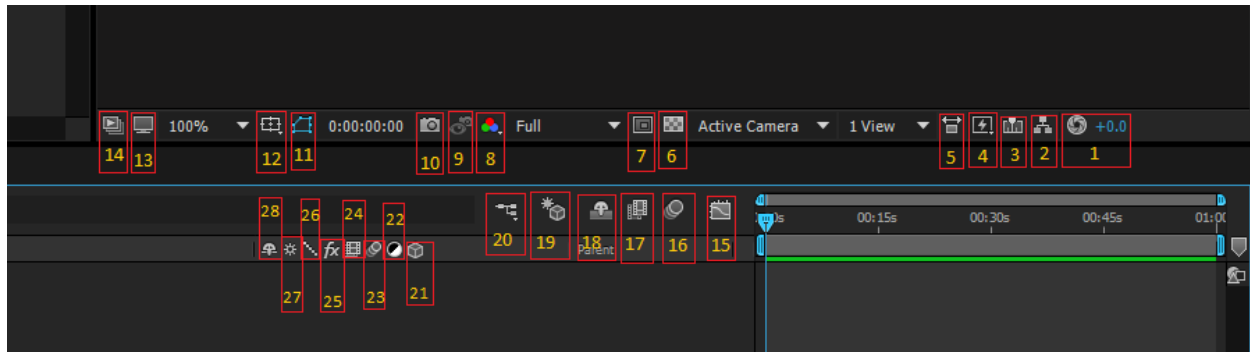 100% 0:00:00:00 Full Active Camera 1 View +0.0
14 13 12 11 10 9 8 7 6 5 4 3 2 1
00:15s 00:30s 00:45s
28 26 24 22 20 19 18 17 16 15
Parent
fx
27 25 23 21